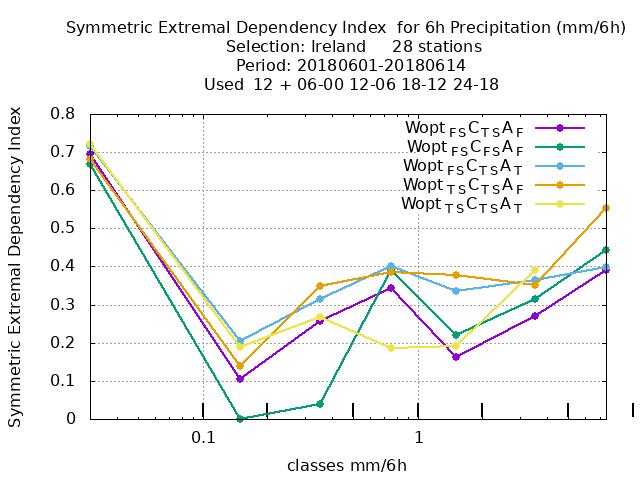 Symmetric Extremal Dependency Index  for 6h Precipitation (mm/6h)
Selection: Ireland     28 stations
Period: 20180601-20180614
Used  12 + 06-00 12-06 18-12 24-18
Symmetric Extremal Dependency Index
0.8
0.7
0.6
0.5
0.4
0.3
0.2
0.1
0
Wopt FS C TS A F
Wopt FS C FS A F
Wopt FS C TS A T
Wopt TS C TS A F
Wopt TS C TS A T
0.1
1
classes mm/6h